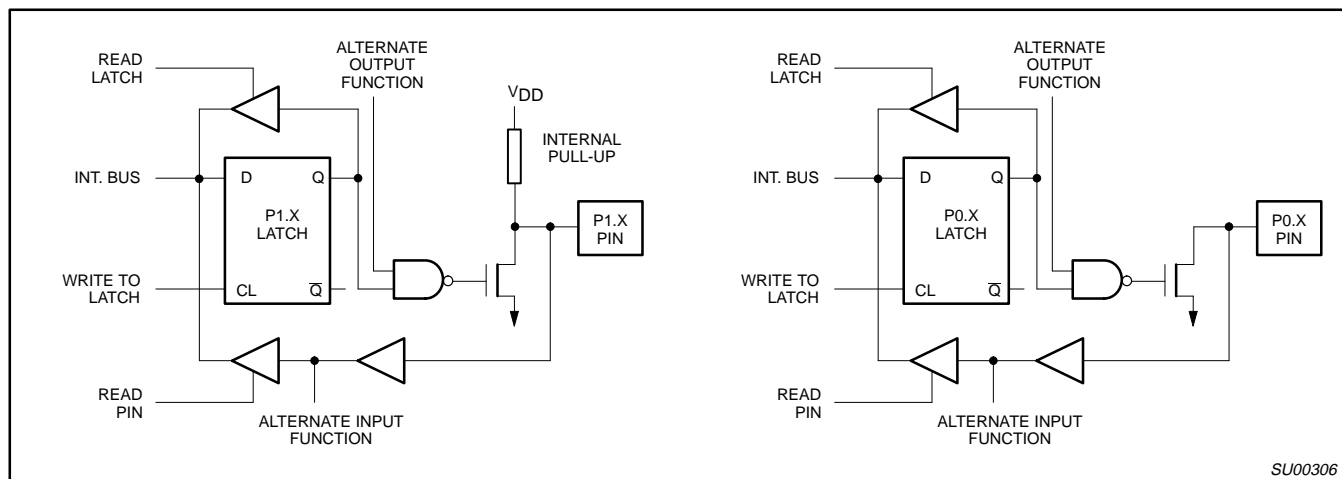 ALTERNATE
OUTPUT
FUNCTION
READ
LATCH
VDD
INTERNAL
PULL-UP
INT. BUS
D
Q
P1.X
LATCH
P1.X
PIN
WRITE TO
LATCH
CL
Q̅
READ
PIN
ALTERNATE INPUT
FUNCTION
ALTERNATE
OUTPUT
FUNCTION
READ
LATCH
INT. BUS
D
Q
P0.X
LATCH
P0.X
PIN
WRITE TO
LATCH
CL
Q̅
READ
PIN
ALTERNATE INPUT
FUNCTION
SU00306